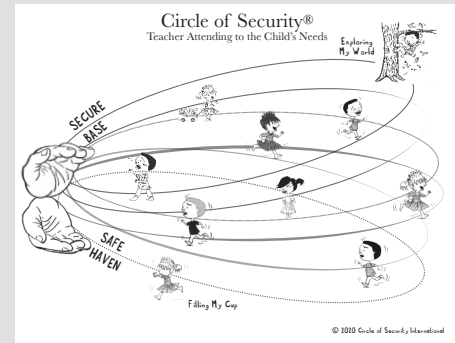 Circle of Security®
Teacher Attending to the Child's Needs
Exploring
My World
SECURE
BASE
SAFE
HAVEN
Filling My Cup
© 2020 Circle of Security International